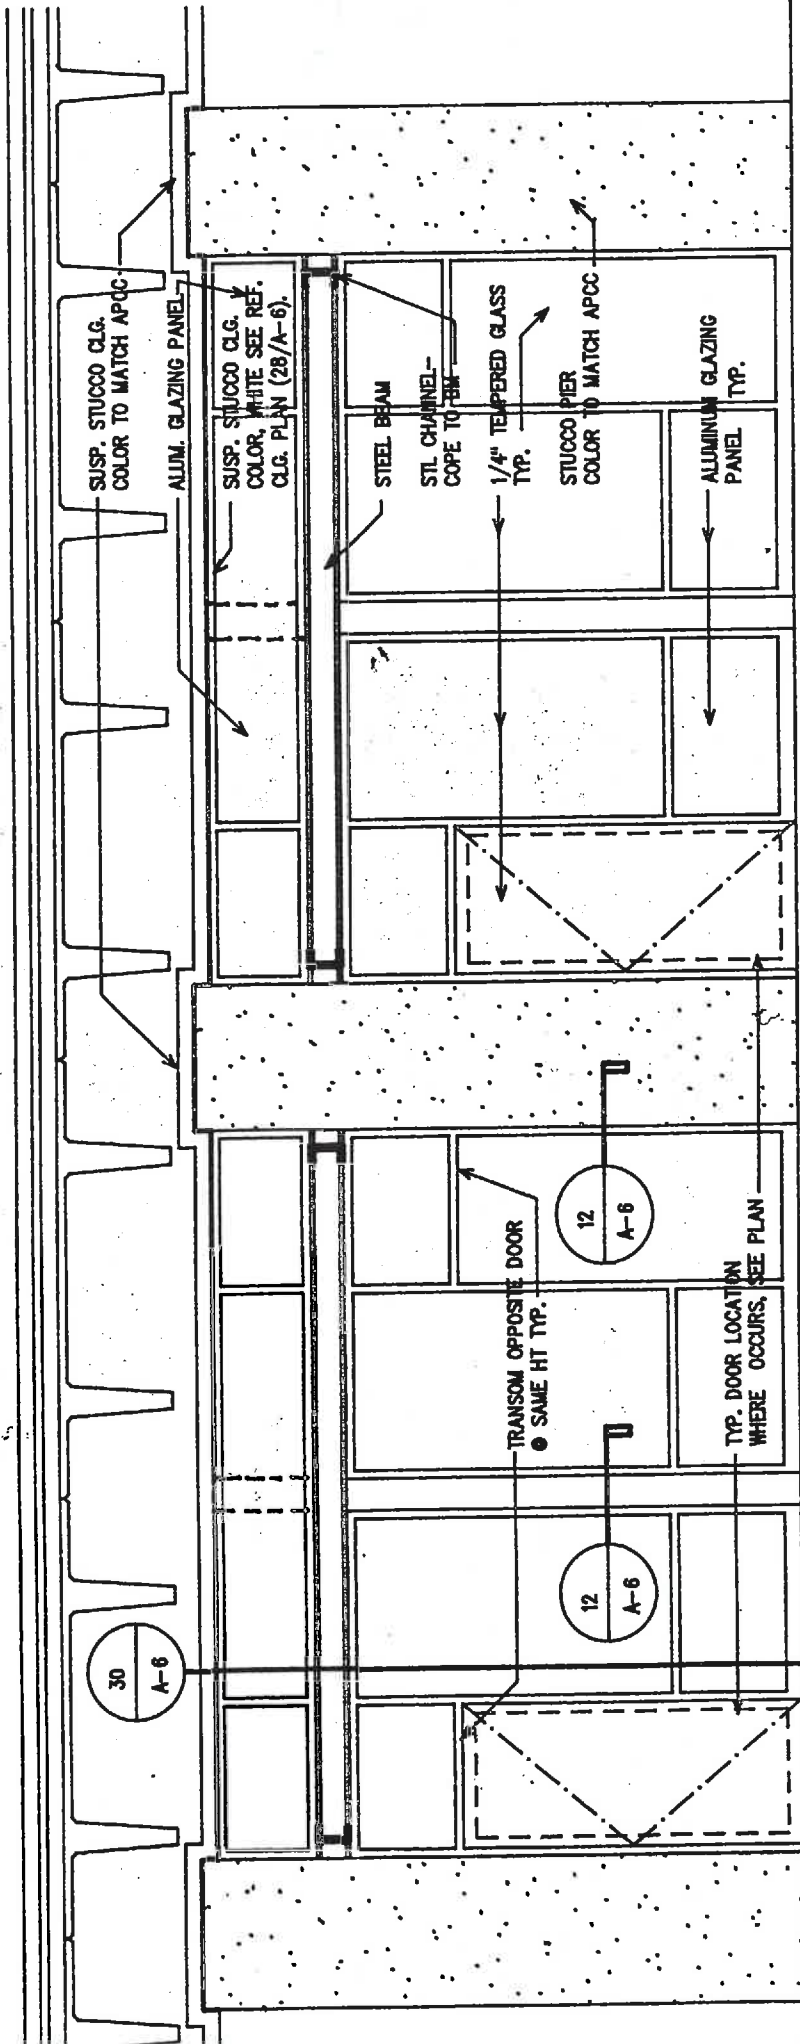 SUSP. STUCCO CLG.
COLOR TO MATCH APCC
ALUM. GLAZING PANEL
SUSP. STUCCO CLG.
COLOR, WHITE SEE REF.
CLG. PLAN (28/A-6).
STEEL BEAM
STL CHANNEL
COPE TO BM
1/4" TEMPERED GLASS
TYP.
STUCCO PIER
COLOR TO MATCH APCC
ALUMINUM GLAZING
PANEL TYP.
TRANSOM OPPOSITE DOOR
@ SAME HT TYP.
12
A-6
TYP. DOOR LOCATION
WHERE OCCURS, SEE PLAN
12
A-6
30
A-6